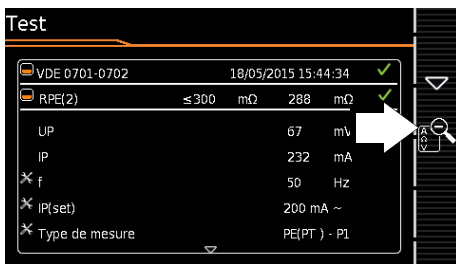 Test
VDE 0701-0702 18/05/2015 15:44:34
RPE(2) ≤300 mΩ 288 mΩ
UP 67 mV
IP 232 mA
f 50 Hz
IP(set) 200 mA ~
Type de mesure PE(PT ) - P1
A
Ω
V